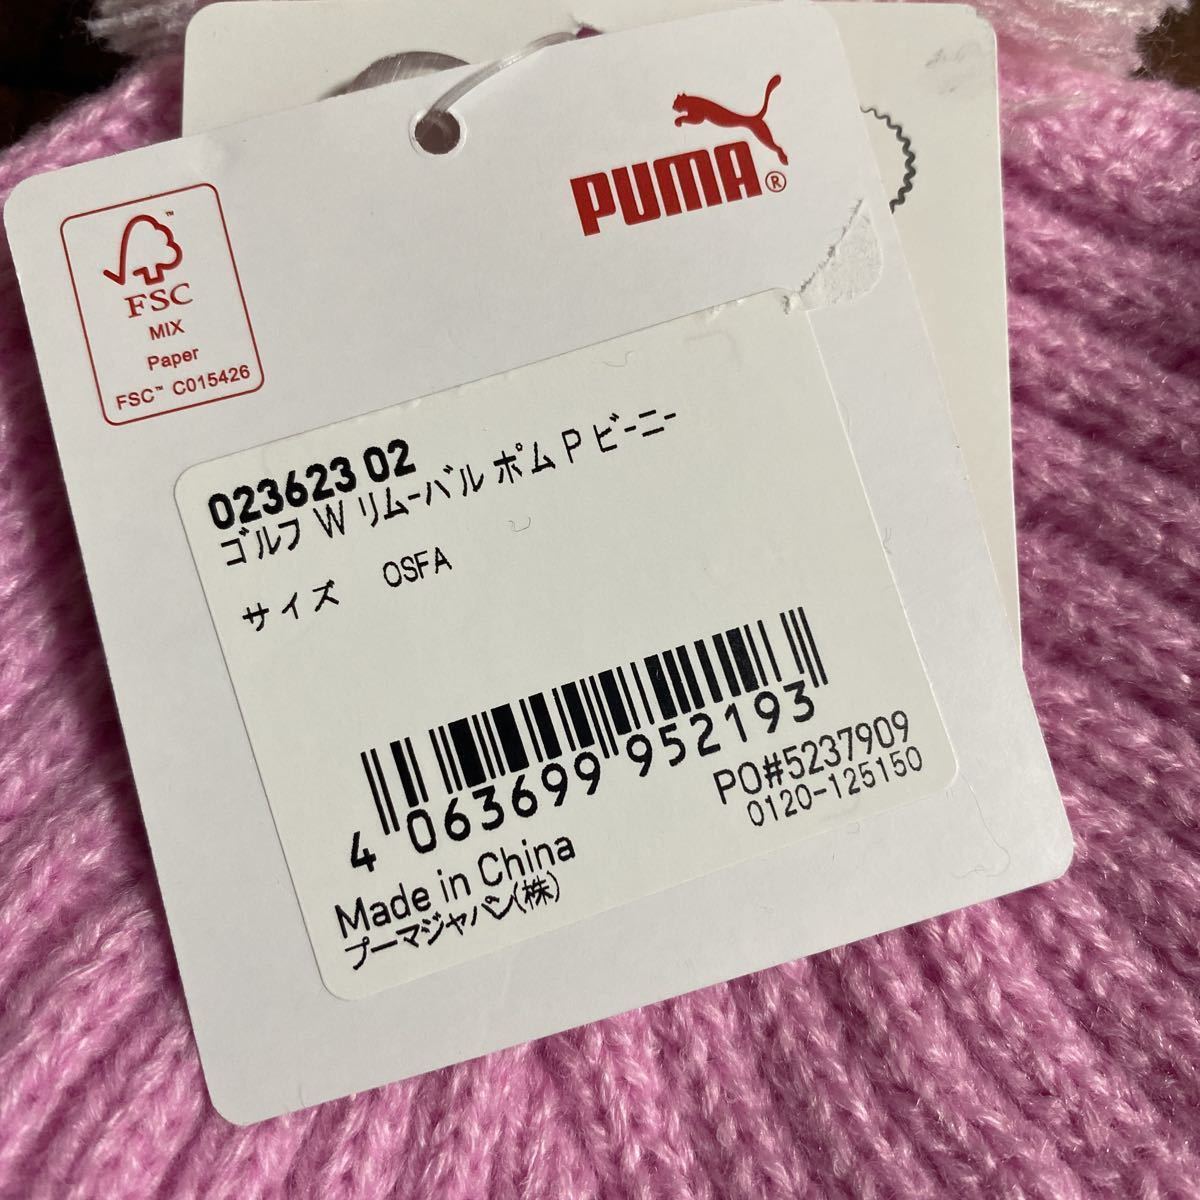 PUMA®
FSC™
MIX
Paper
FSC™ C015426
023623 02
ゴルフ W リムーバル ポム P ビーニー
サイズ OSFA
4 063699 952193
PO#5237909
0120-125150
Made in China
プーマジャパン(株)